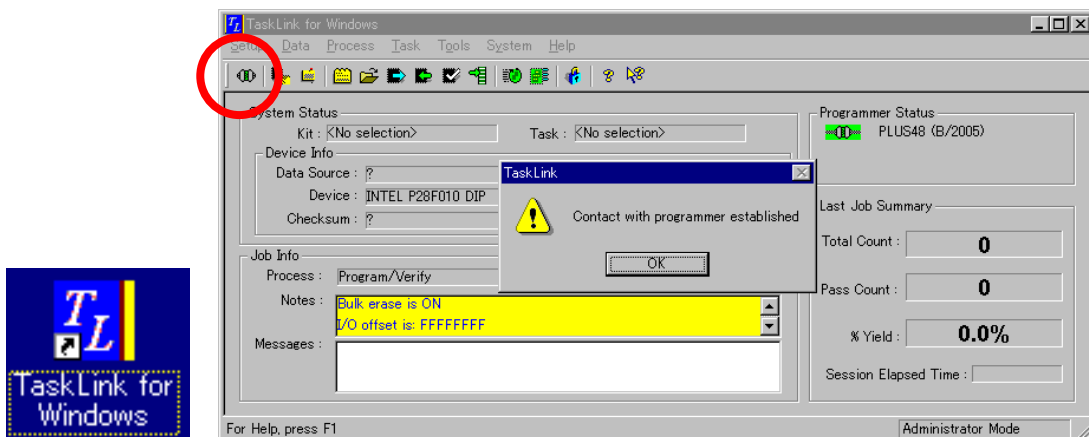 TL TaskLink for Windows
Setup Data Process Task Tools System Help
System Status
Kit : <No selection> Task : <No selection>
Device Info
Data Source : ?
Device : INTEL P28F010 DIP
Checksum : ?
Programmer Status
PLUS48 (B/2005)
TaskLink
Contact with programmer established
OK
Last Job Summary
Total Count : 0
Pass Count : 0
% Yield : 0.0%
Session Elapsed Time :
Job Info
Process : Program/Verify
Notes : Bulk erase is ON
I/O offset is: FFFFFFFF
Messages :
For Help, press F1
Administrator Mode
TL
TaskLink for
Windows